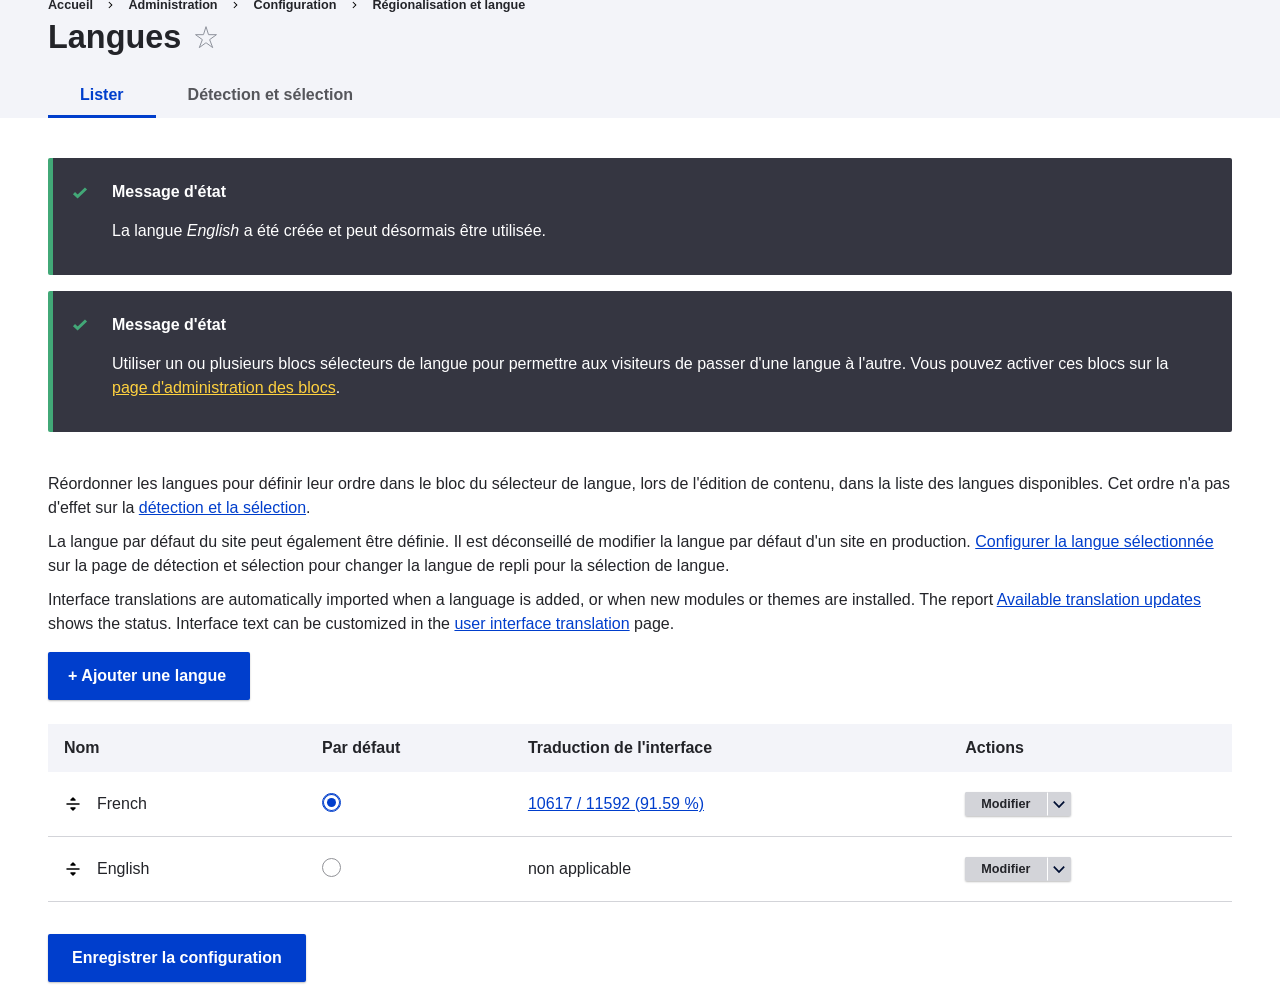 Accueil > Administration > Configuration > Régionalisation et langue
Langues
Lister Détection et sélection
Message d'état
La langue English a été créée et peut désormais être utilisée.
Message d'état
Utiliser un ou plusieurs blocs sélecteurs de langue pour permettre aux visiteurs de passer d'une langue à l'autre. Vous pouvez activer ces blocs sur la
page d'administration des blocs.
Réordonner les langues pour définir leur ordre dans le bloc du sélecteur de langue, lors de l'édition de contenu, dans la liste des langues disponibles. Cet ordre n'a pas
d'effet sur la détection et la sélection.
La langue par défaut du site peut également être définie. Il est déconseillé de modifier la langue par défaut d'un site en production. Configurer la langue sélectionnée
sur la page de détection et sélection pour changer la langue de repli pour la sélection de langue.
Interface translations are automatically imported when a language is added, or when new modules or themes are installed. The report Available translation updates
shows the status. Interface text can be customized in the user interface translation page.
+ Ajouter une langue
Nom Par défaut Traduction de l'interface Actions
French 10617 / 11592 (91.59 %) Modifier
English non applicable Modifier
Enregistrer la configuration